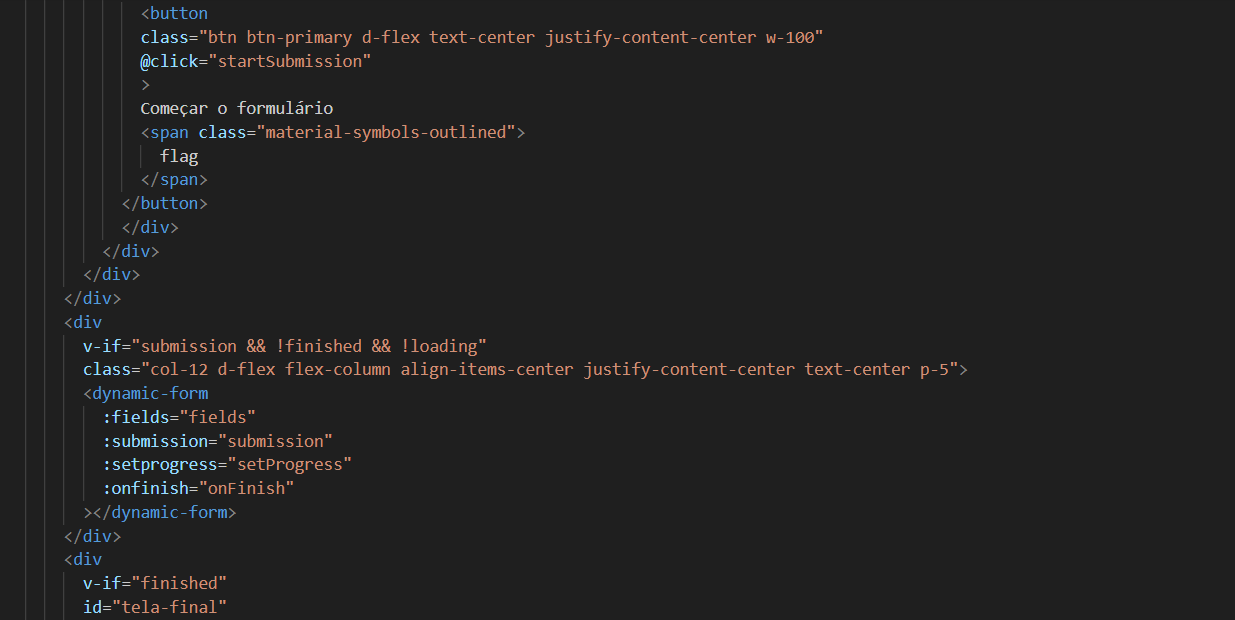 <button
class="btn btn-primary d-flex text-center justify-content-center w-100"
@click="startSubmission"
>
Começar o formulário
<span class="material-symbols-outlined">
flag
</span>
</button>
</div>
</div>
</div>
</div>
<div
v-if="submission && !finished && !loading"
class="col-12 d-flex flex-column align-items-center justify-content-center text-center p-5">
<dynamic-form
:fields="fields"
:submission="submission"
:setprogress="setProgress"
:onfinish="onFinish"
></dynamic-form>
</div>
<div
v-if="finished"
id="tela-final"